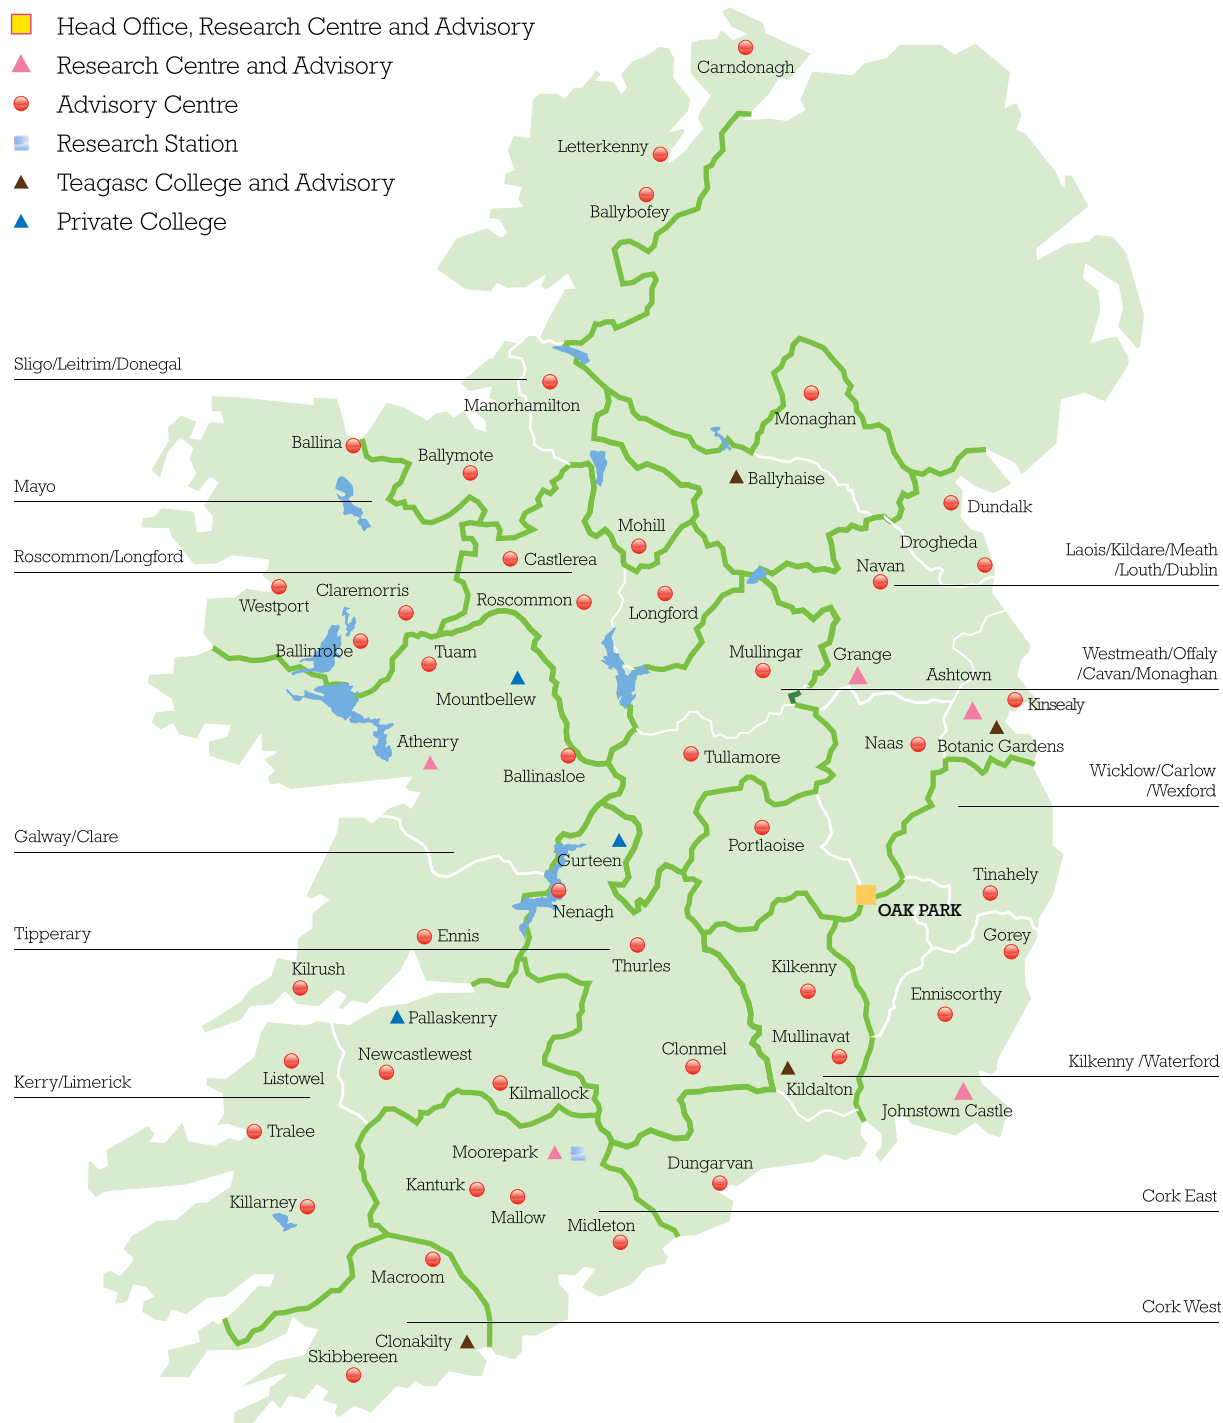 Head Office, Research Centre and Advisory
Research Centre and Advisory
Advisory Centre
Research Station
Teagasc College and Advisory
Private College
Carndonagh
Letterkenny
Ballybofey
Sligo/Leitrim/Donegal
Manorhamilton
Monaghan
Ballina
Ballymote
Ballyhaise
Mayo
Dundalk
Mohill
Drogheda
Roscommon/Longford
Castlerea
Navan
Laois/Kildare/Meath
/Louth/Dublin
Westport
Claremorris
Roscommon
Longford
Ballinrobe
Tuam
Mullingar
Grange
Westmeath/Offaly
/Cavan/Monaghan
Ashtown
Mountbellew
Kinsealy
Athenry
Naas
Botanic Gardens
Ballinasloe
Tullamore
Wicklow/Carlow
/Wexford
Galway/Clare
Portlaoise
Gurteen
Tinahely
Nenagh
OAK PARK
Tipperary
Ennis
Gorey
Kilrush
Thurles
Kilkenny
Enniscorthy
Pallaskenry
Mullinavat
Newcastlewest
Clonmel
Kilkenny /Waterford
Kerry/Limerick
Listowel
Kilmallock
Kildalton
Johnstown Castle
Tralee
Moorepark
Dungarvan
Kanturk
Cork East
Killarney
Mallow
Midleton
Macroom
Cork West
Clonakilty
Skibbereen